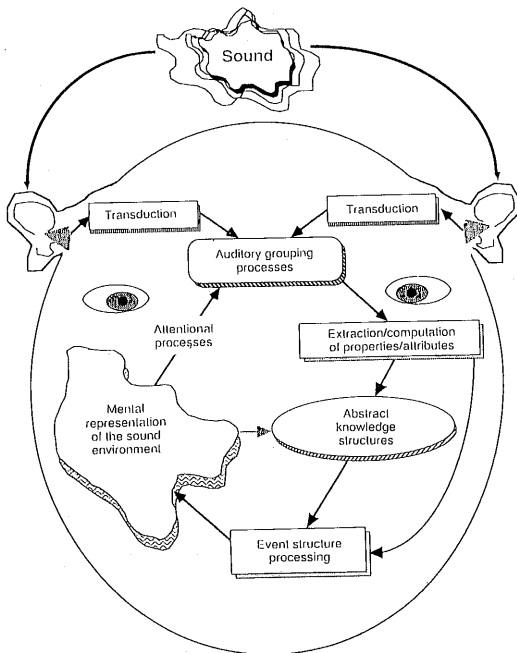 Sound
Transduction
Transduction
Auditory grouping
processes
Attentional
processes
Extraction/computation
of properties/attributes
Mental
representation
of the sound
environment
Abstract
knowledge
structures
Event structure
processing